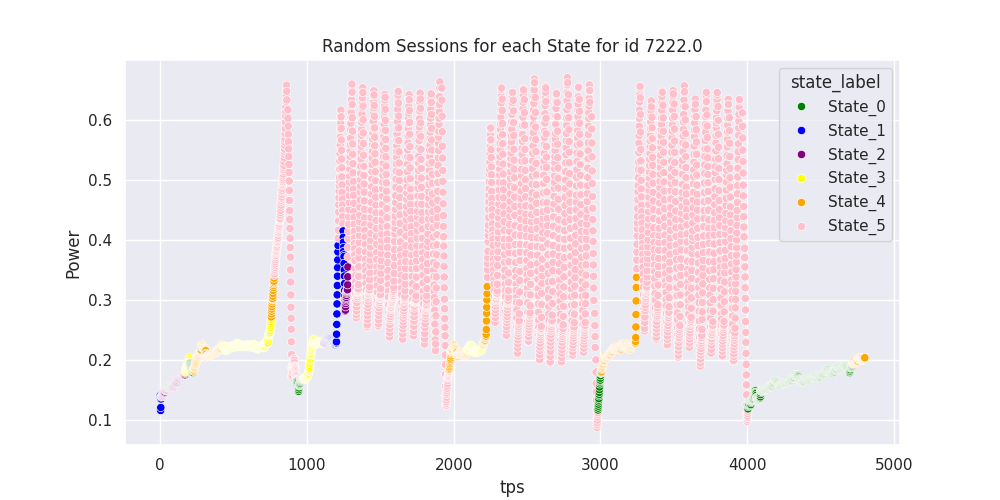 Random Sessions for each State for id 7222.0
Power
0.6
0.5
0.4
0.3
0.2
0.1
0
1000
2000
3000
4000
5000
tps
state_label
State_0
State_1
State_2
State_3
State_4
State_5